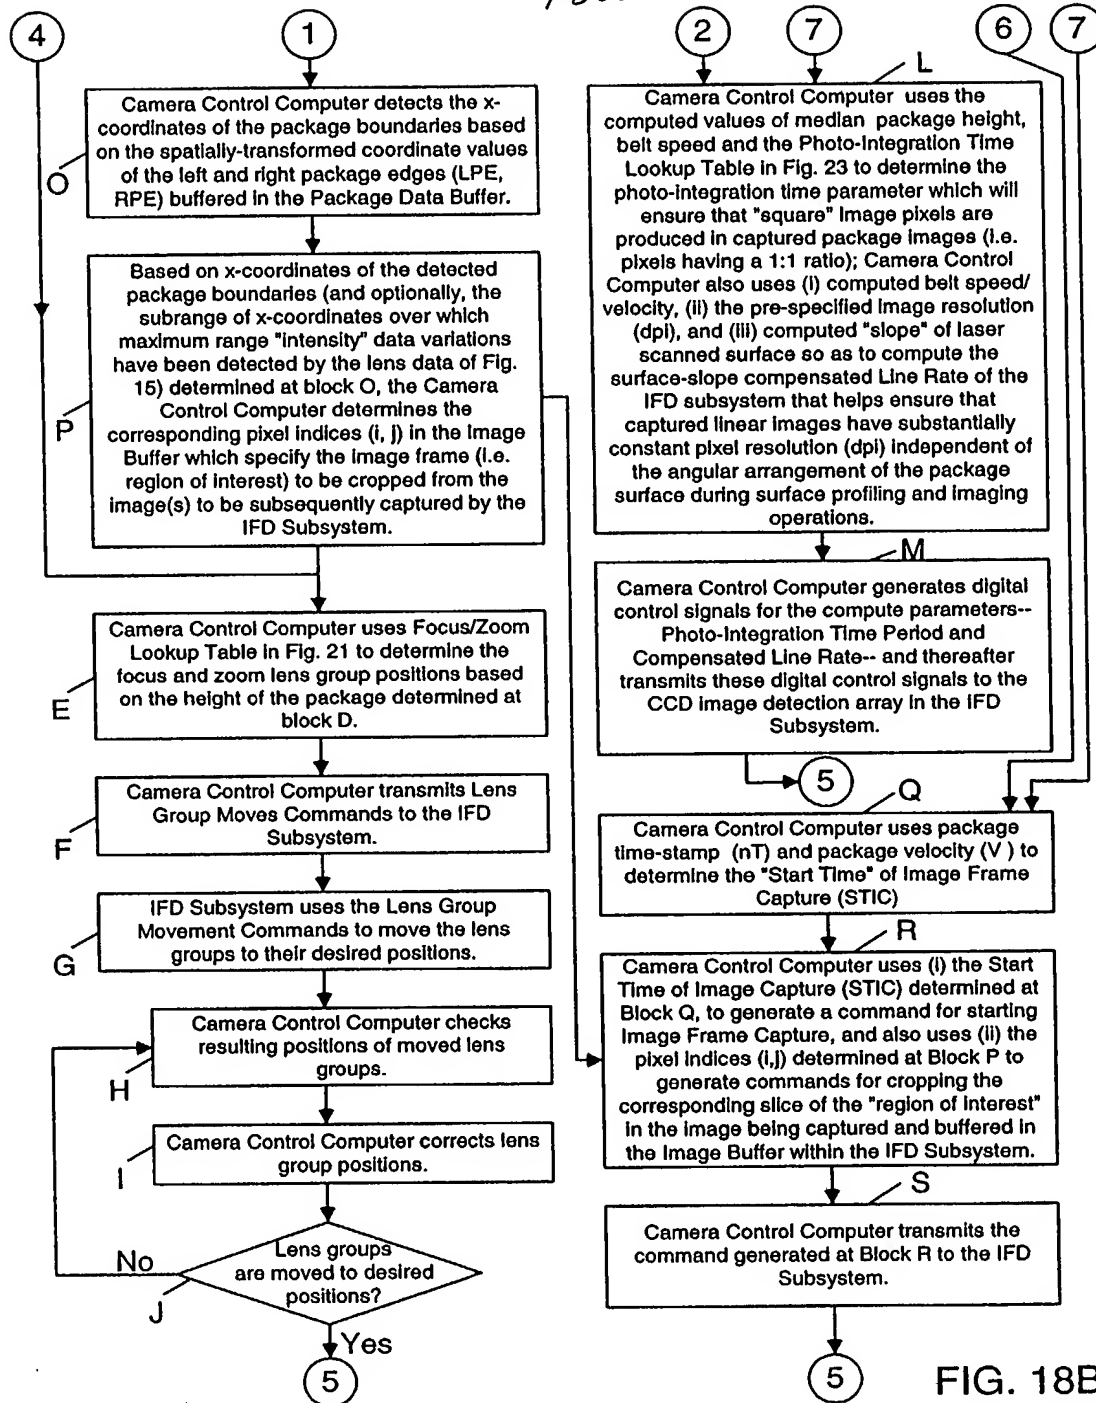 4
1
2
7
6
7
L
Camera Control Computer detects the x-
coordinates of the package boundaries based
on the spatially-transformed coordinate values
of the left and right package edges (LPE,
RPE) buffered in the Package Data Buffer.
O
Based on x-coordinates of the detected
package boundaries (and optionally, the
subrange of x-coordinates over which
maximum range "intensity" data variations
have been detected by the lens data of Fig.
15) determined at block O, the Camera
Control Computer determines the
corresponding pixel indices (i, j) in the Image
Buffer which specify the image frame (i.e.
region of interest) to be cropped from the
image(s) to be subsequently captured by the
IFD Subsystem.
P
Camera Control Computer uses Focus/Zoom
Lookup Table in Fig. 21 to determine the
focus and zoom lens group positions based
on the height of the package determined at
block D.
E
Camera Control Computer transmits Lens
Group Moves Commands to the IFD
Subsystem.
F
IFD Subsystem uses the Lens Group
Movement Commands to move the lens
groups to their desired positions.
G
Camera Control Computer checks
resulting positions of moved lens
groups.
H
Camera Control Computer corrects lens
group positions.
I
Lens groups
are moved to desired
positions?
No
J
Yes
5
Camera Control Computer uses the
computed values of median package height,
belt speed and the Photo-Integration Time
Lookup Table in Fig. 23 to determine the
photo-integration time parameter which will
ensure that "square" image pixels are
produced in captured package images (i.e.
pixels having a 1:1 ratio); Camera Control
Computer also uses (i) computed belt speed/
velocity, (ii) the pre-specified image resolution
(dpi), and (iii) computed "slope" of laser
scanned surface so as to compute the
surface-slope compensated Line Rate of the
IFD subsystem that helps ensure that
captured linear images have substantially
constant pixel resolution (dpi) independent of
the angular arrangement of the package
surface during surface profiling and imaging
operations.
M
Camera Control Computer generates digital
control signals for the compute parameters--
Photo-Integration Time Period and
Compensated Line Rate-- and thereafter
transmits these digital control signals to the
CCD image detection array in the IFD
Subsystem.
5
Q
Camera Control Computer uses package
time-stamp (nT) and package velocity (V ) to
determine the "Start Time" of Image Frame
Capture (STIC)
R
Camera Control Computer uses (i) the Start
Time of Image Capture (STIC) determined at
Block Q, to generate a command for starting
Image Frame Capture, and also uses (ii) the
pixel indices (i,j) determined at Block P to
generate commands for cropping the
corresponding slice of the "region of interest"
in the image being captured and buffered in
the Image Buffer within the IFD Subsystem.
S
Camera Control Computer transmits the
command generated at Block R to the IFD
Subsystem.
5
FIG. 18B